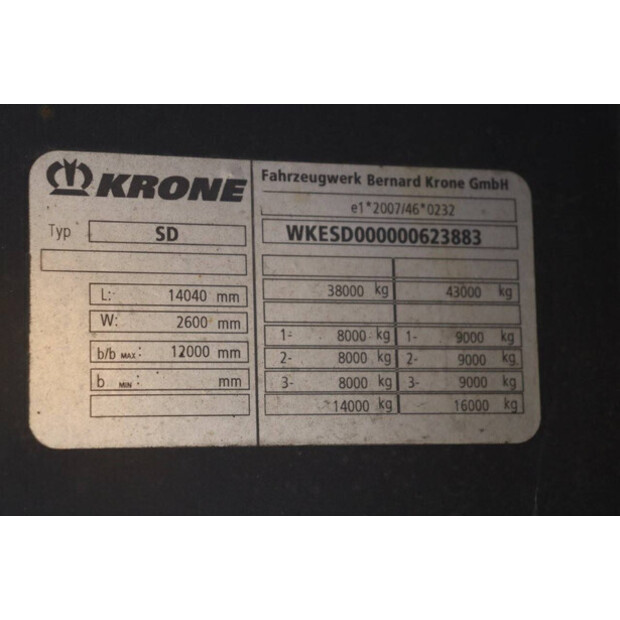 KRONE
Typ SD
L: 14040 mm
W: 2600 mm
b/b MAX: 12000 mm
b MIN: mm
Fahrzeugwerk Bernard Krone GmbH
e1*2007/46*0232
WKESD000000623883
38000 kg 43000 kg
1- 8000 kg 1- 9000 kg
2- 8000 kg 2- 9000 kg
3- 8000 kg 3- 9000 kg
14000 kg 16000 kg